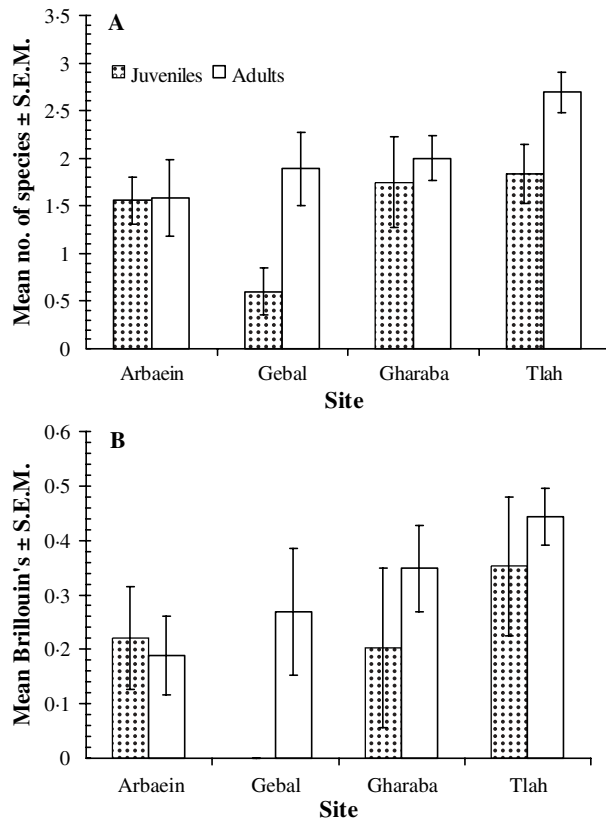 A
Juveniles Adults
3·5
3
2·5
2
1·5
1
0·5
0
Mean no. of species ± S.E.M.
Arbaein Gebal Gharaba Tlah
Site
B
0·6
0·5
0·4
0·3
0·2
0·1
0
Mean Brillouin's ± S.E.M.
Arbaein Gebal Gharaba Tlah
Site